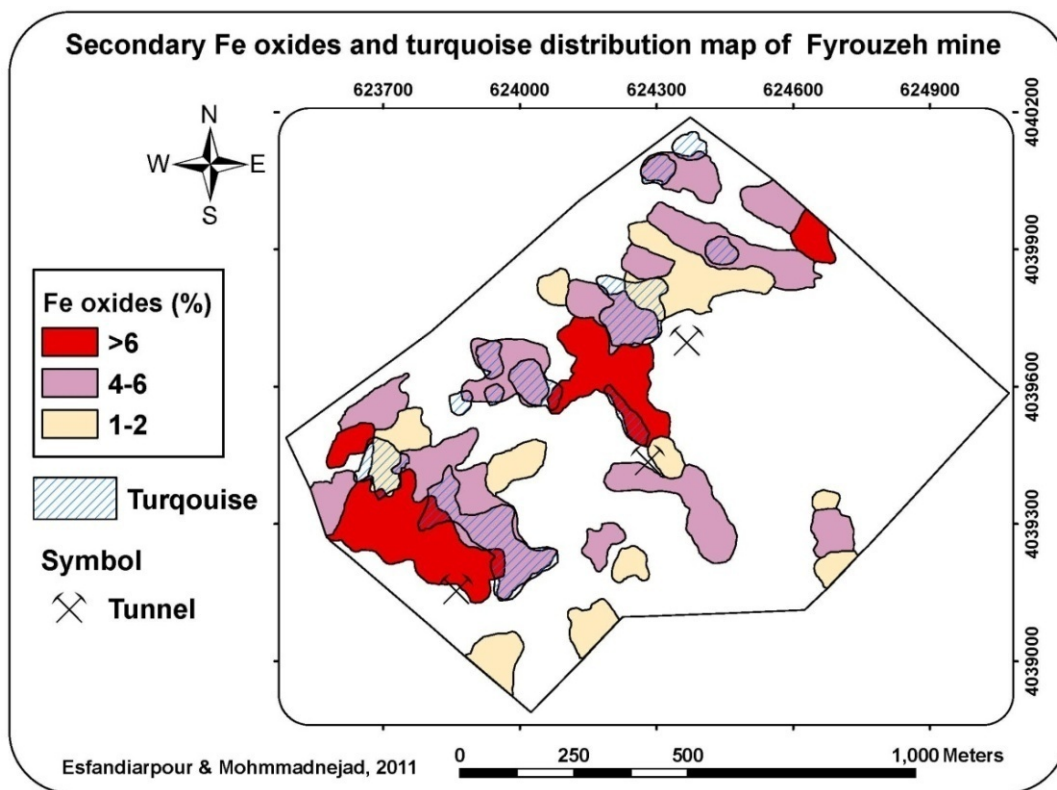 Secondary Fe oxides and turquoise distribution map of Fyrouzeh mine
623700 624000 624300 624600 624900
N
W E
S
4040200
4039900
4039600
4039300
4039000
Fe oxides (%)
>6
4-6
1-2
Turqouise
Symbol
Tunnel
Esfandiarpour & Mohmmadnejad, 2011
0 250 500 1,000 Meters